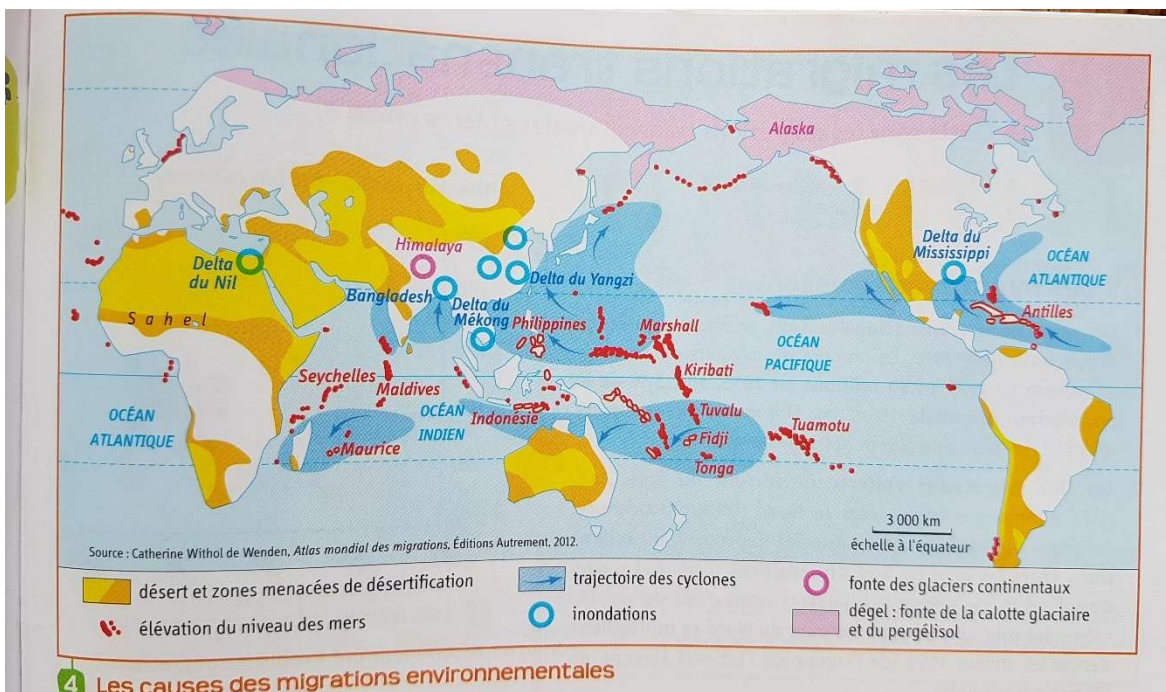 Alaska
Himalaya
Delta
du Nil
Bangladesh
Delta du
Mékong
Delta du Yangzi
Philippines
Marshall
Delta du
Mississippi
OCÉAN
ATLANTIQUE
Antilles
Sahel
OCÉAN
PACIFIQUE
Kiribati
Seychelles
Maldives
OCÉAN
ATLANTIQUE
OCÉAN
INDIEN
Indonésie
Tuvalu
Tuamotu
Fidji
Maurice
Tonga
3 000 km
échelle à l'équateur
Source : Catherine Withol de Wenden, Atlas mondial des migrations, Éditions Autrement, 2012.
désert et zones menacées de désertification
élévation du niveau des mers
trajectoire des cyclones
inondations
fonte des glaciers continentaux
dégel : fonte de la calotte glaciaire
et du pergélisol
4 Les causes des migrations environnementales